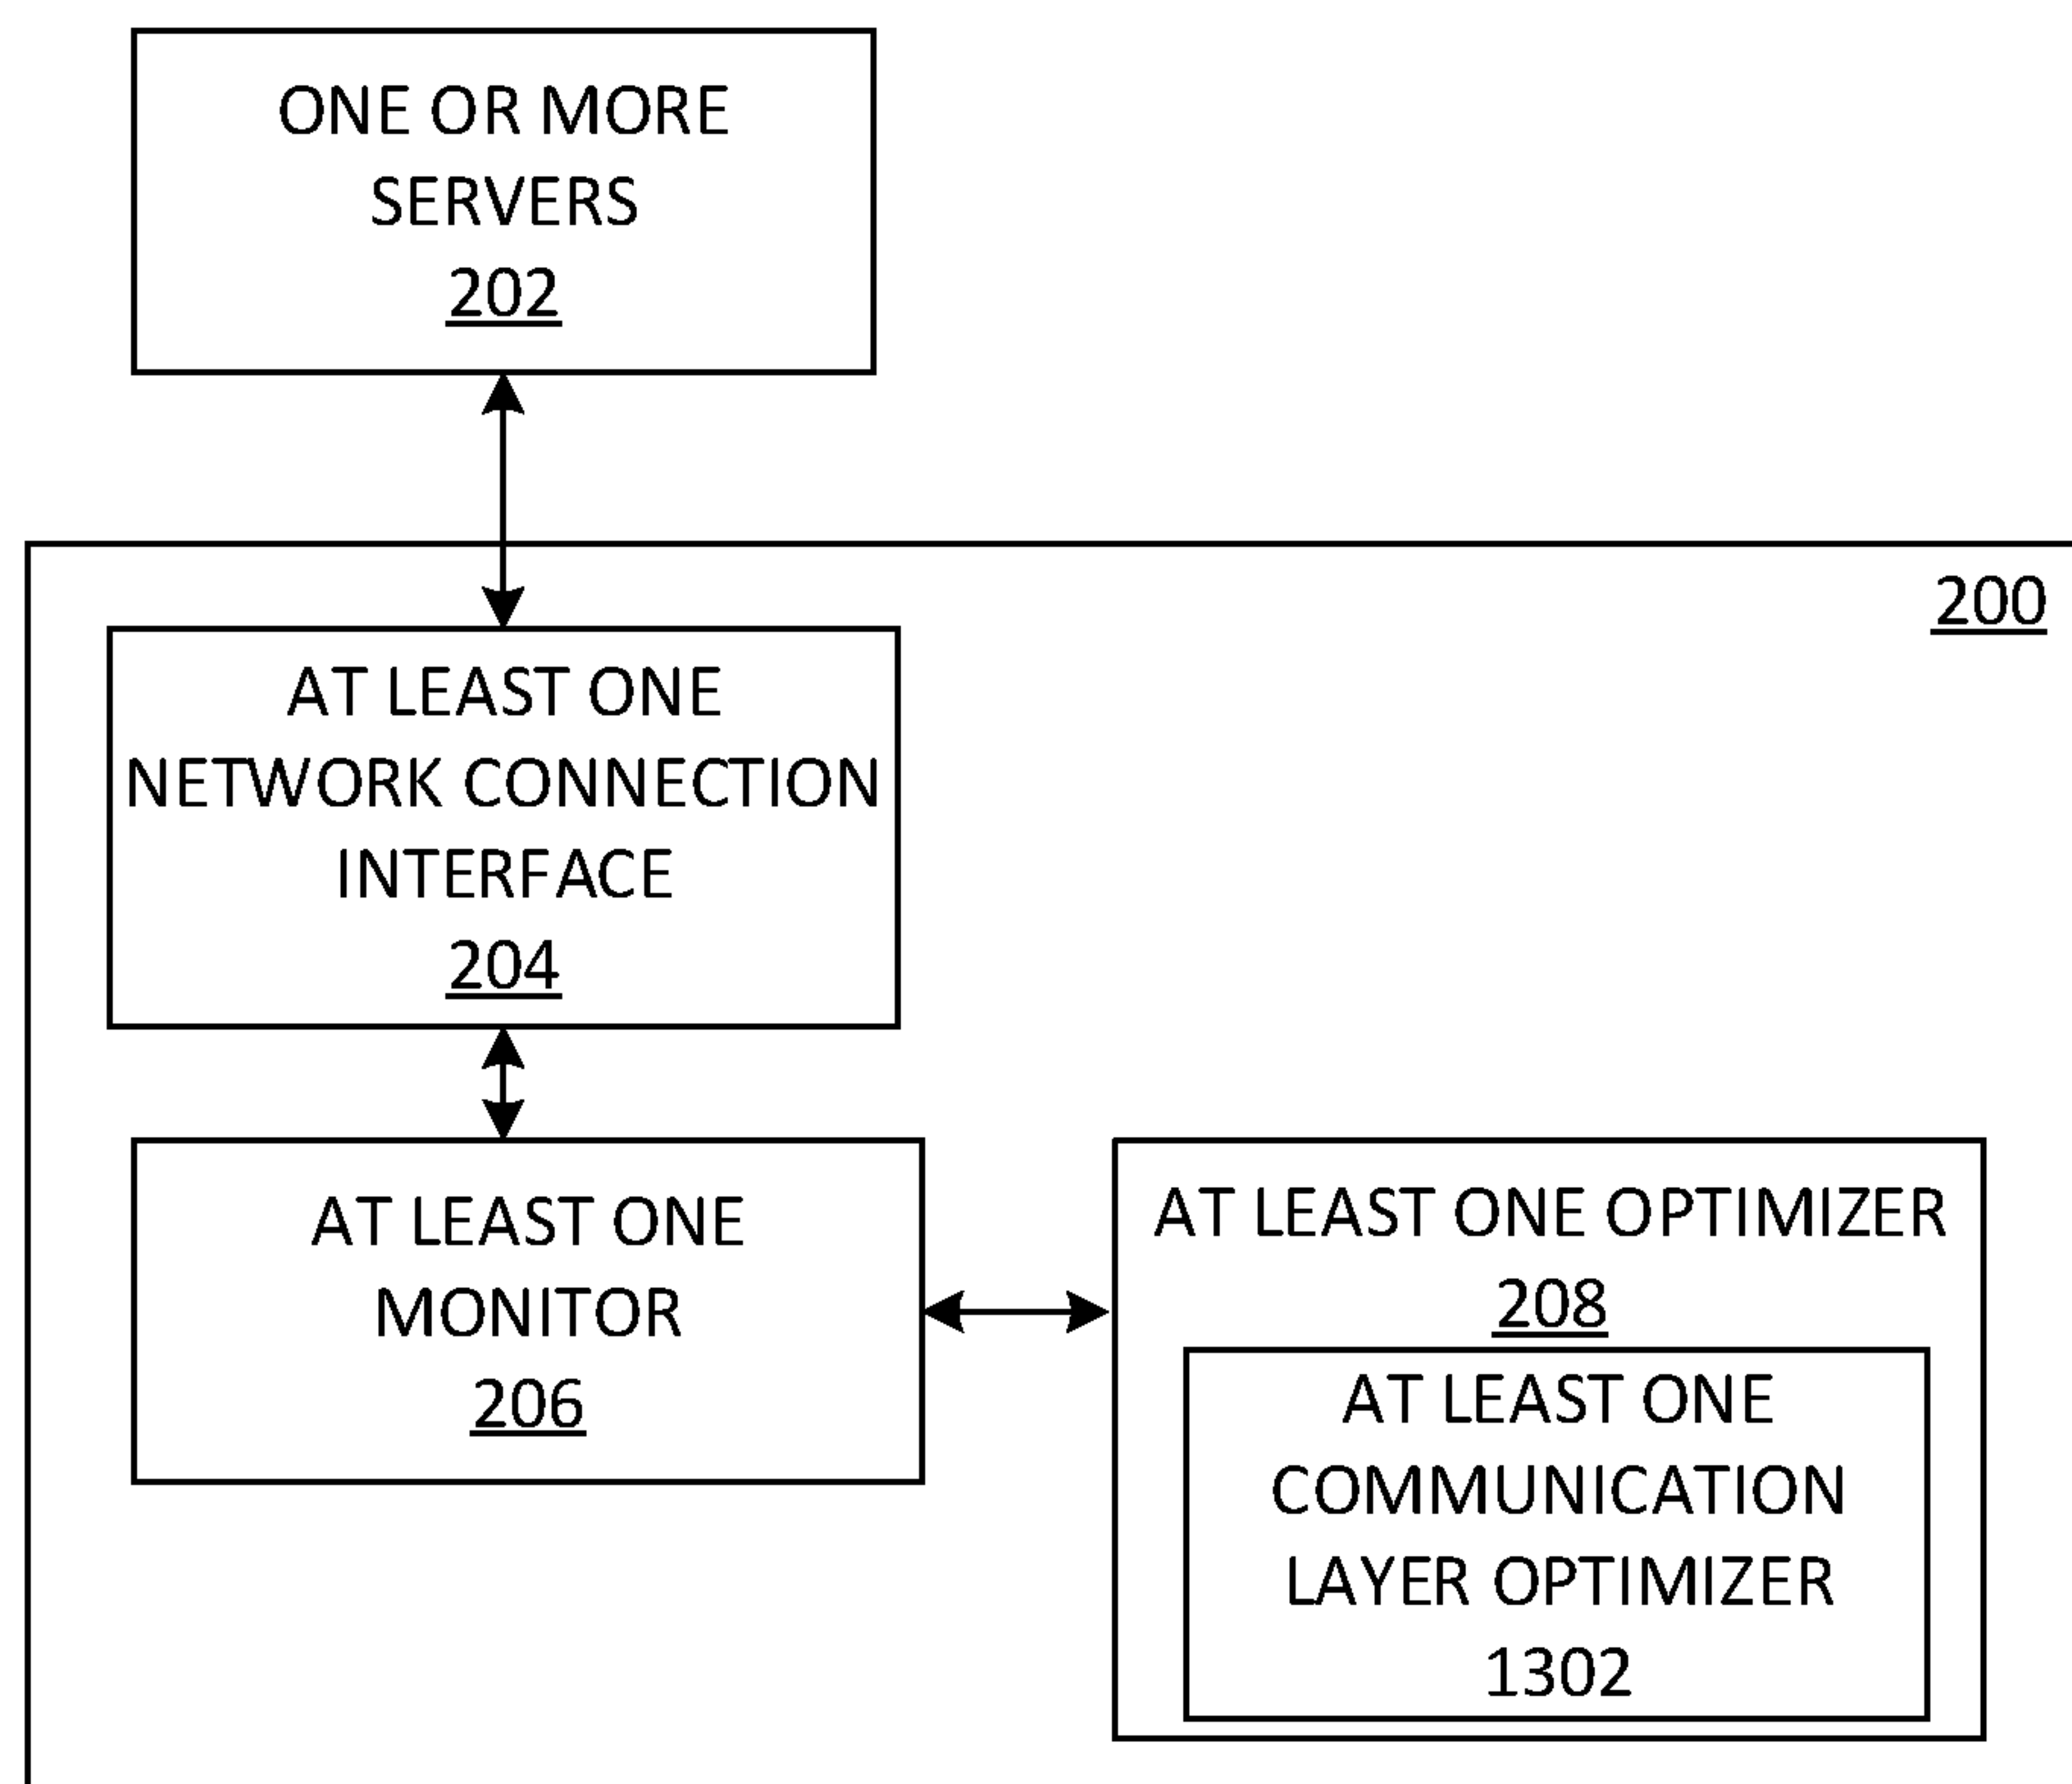 ONE OR MORE
SERVERS
202
200
AT LEAST ONE
NETWORK CONNECTION
INTERFACE
204
AT LEAST ONE
MONITOR
206
AT LEAST ONE OPTIMIZER
208
AT LEAST ONE
COMMUNICATION
LAYER OPTIMIZER
1302